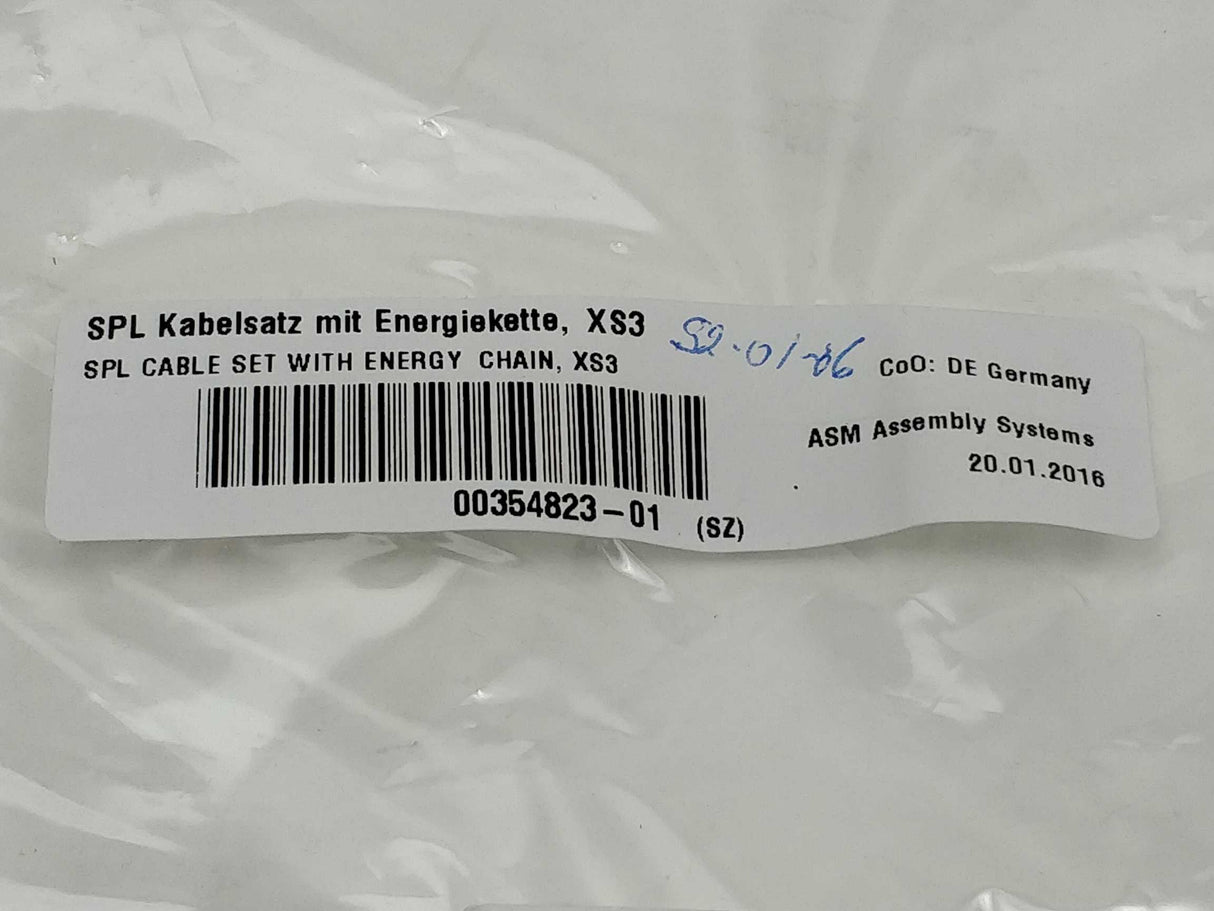 SPL Kabelsatz mit Energiekette, XS3
SPL CABLE SET WITH ENERGY CHAIN, XS3
00354823-01 (SZ)
CoO: DE Germany
ASM Assembly Systems
20.01.2016